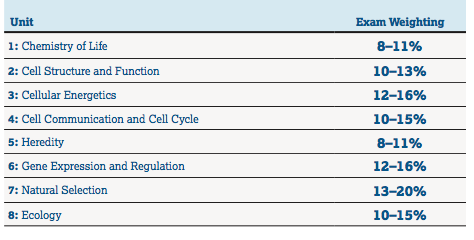 Unit Exam Weighting
1: Chemistry of Life 8–11%
2: Cell Structure and Function 10–13%
3: Cellular Energetics 12–16%
4: Cell Communication and Cell Cycle 10–15%
5: Heredity 8–11%
6: Gene Expression and Regulation 12–16%
7: Natural Selection 13–20%
8: Ecology 10–15%